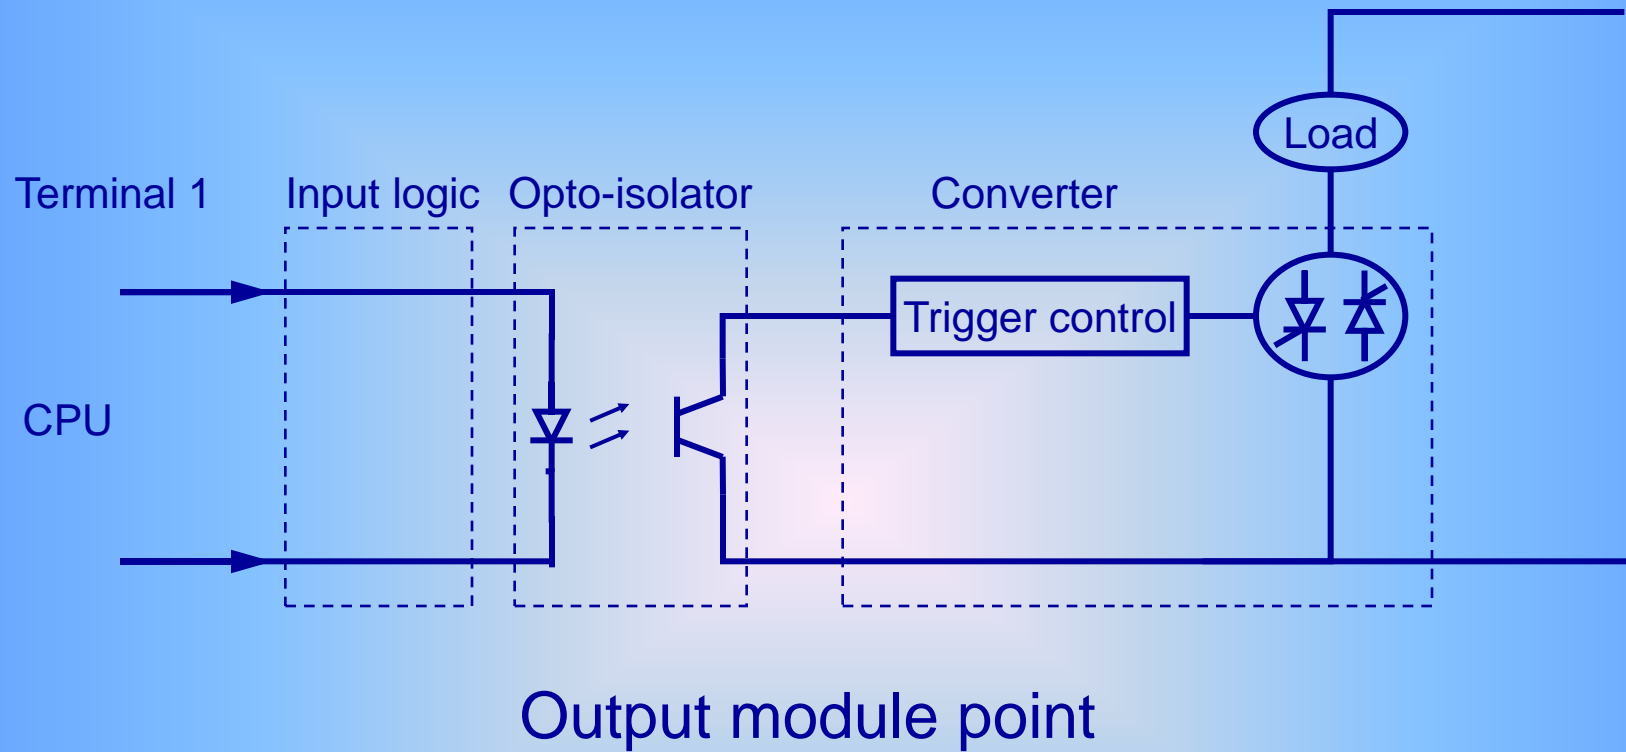 Load
Terminal 1
Input logic
Opto-isolator
Converter
Trigger control
CPU
Output module point